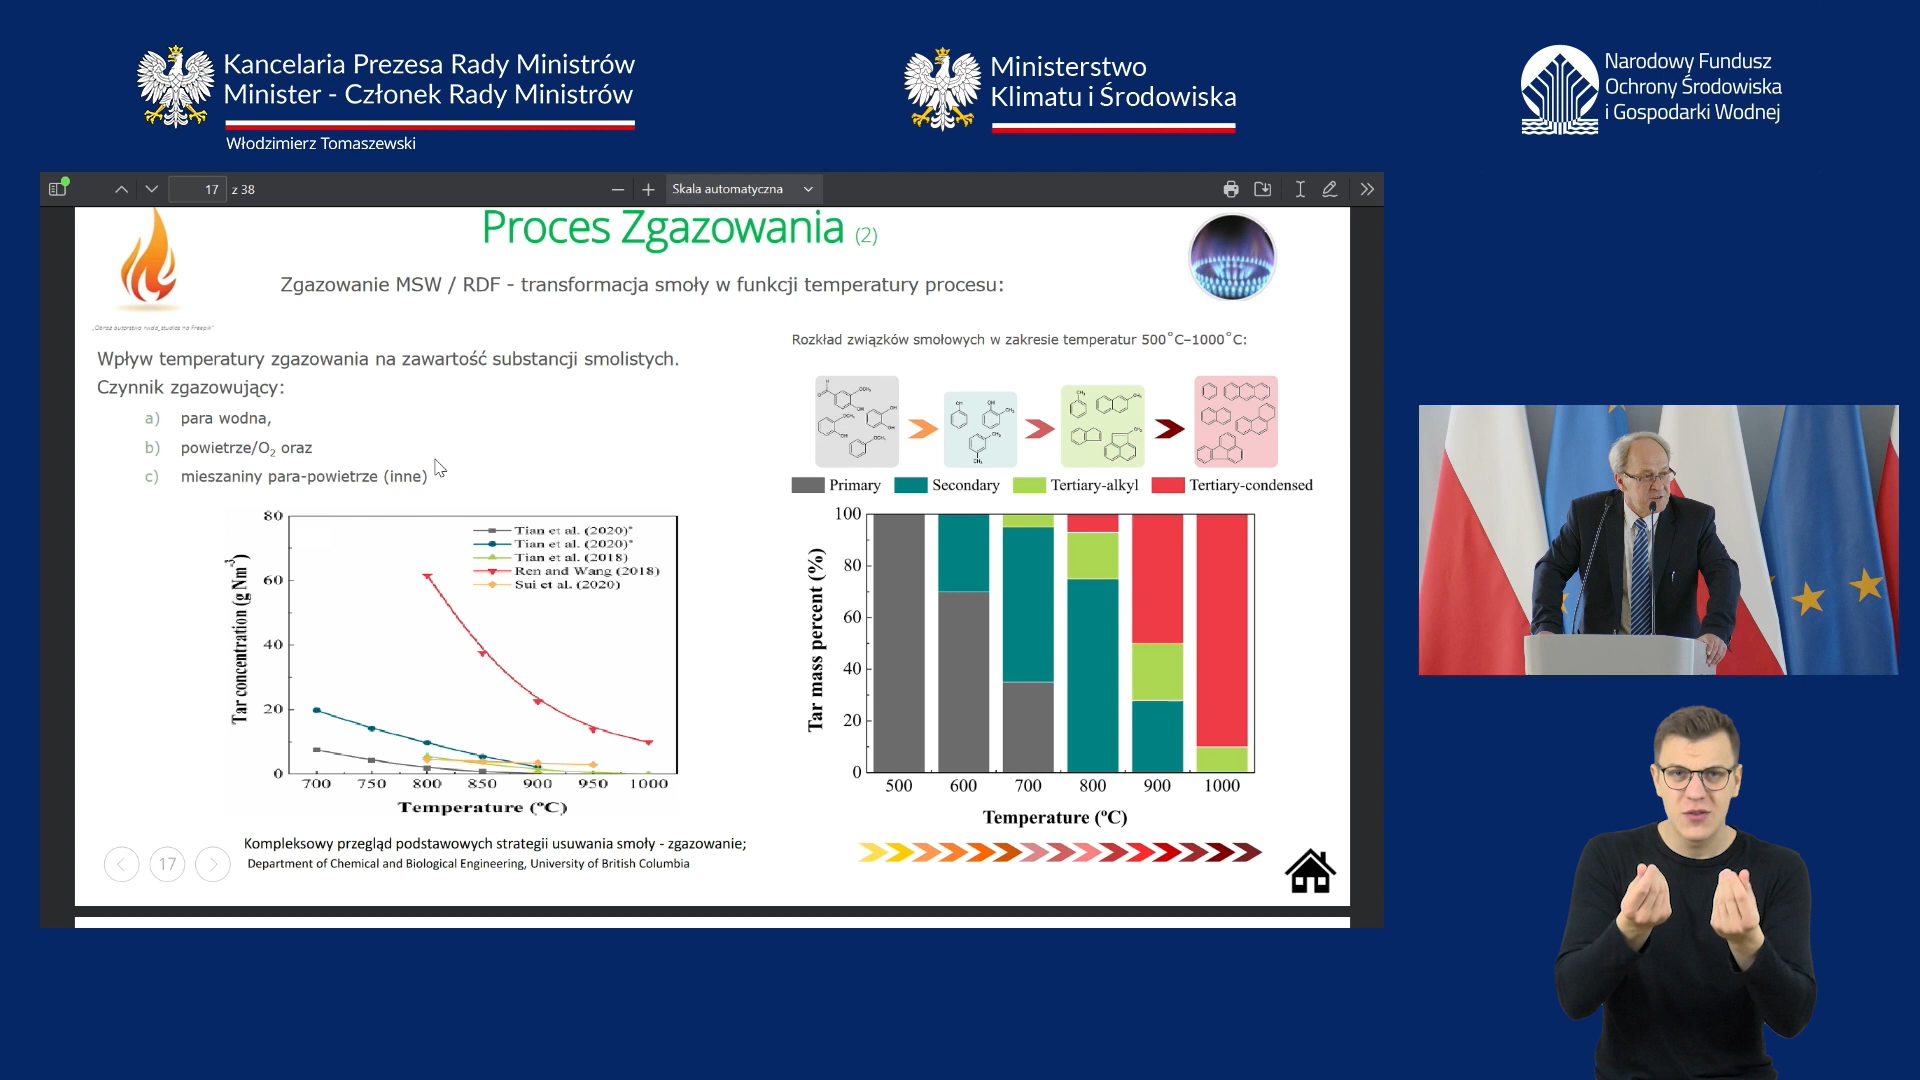 Kancelaria Prezesa Rady Ministrów
Minister - Członek Rady Ministrów
Włodzimierz Tomaszewski
Ministerstwo
Klimatu i Środowiska
Narodowy Fundusz
Ochrony Środowiska
i Gospodarki Wodnej
17 z 38
Skala automatyczna
Proces Zgazowania (2)
Zgazowanie MSW / RDF - transformacja smoły w funkcji temperatury procesu:
Wpływ temperatury zgazowania na zawartość substancji smolistych.
Czynnik zgazowujący:
a) para wodna,
b) powietrze/O2 oraz
c) mieszaniny para-powietrze (inne)
Tar concentration (g Nm-3)
80
60
40
20
0
Tian et al. (2020)*
Tian et al. (2020)*
Tian et al. (2018)
Ren and Wang (2018)
Sui et al. (2020)
700 750 800 850 900 950 1000
Temperature (ºC)
Rozkład związków smołowych w zakresie temperatur 500˚C–1000˚C:
Primary Secondary Tertiary-alkyl Tertiary-condensed
Tar mass percent (%)
100
80
60
40
20
0
500 600 700 800 900 1000
Temperature (ºC)
Kompleksowy przegląd podstawowych strategii usuwania smoły - zgazowanie;
Department of Chemical and Biological Engineering, University of British Columbia
17